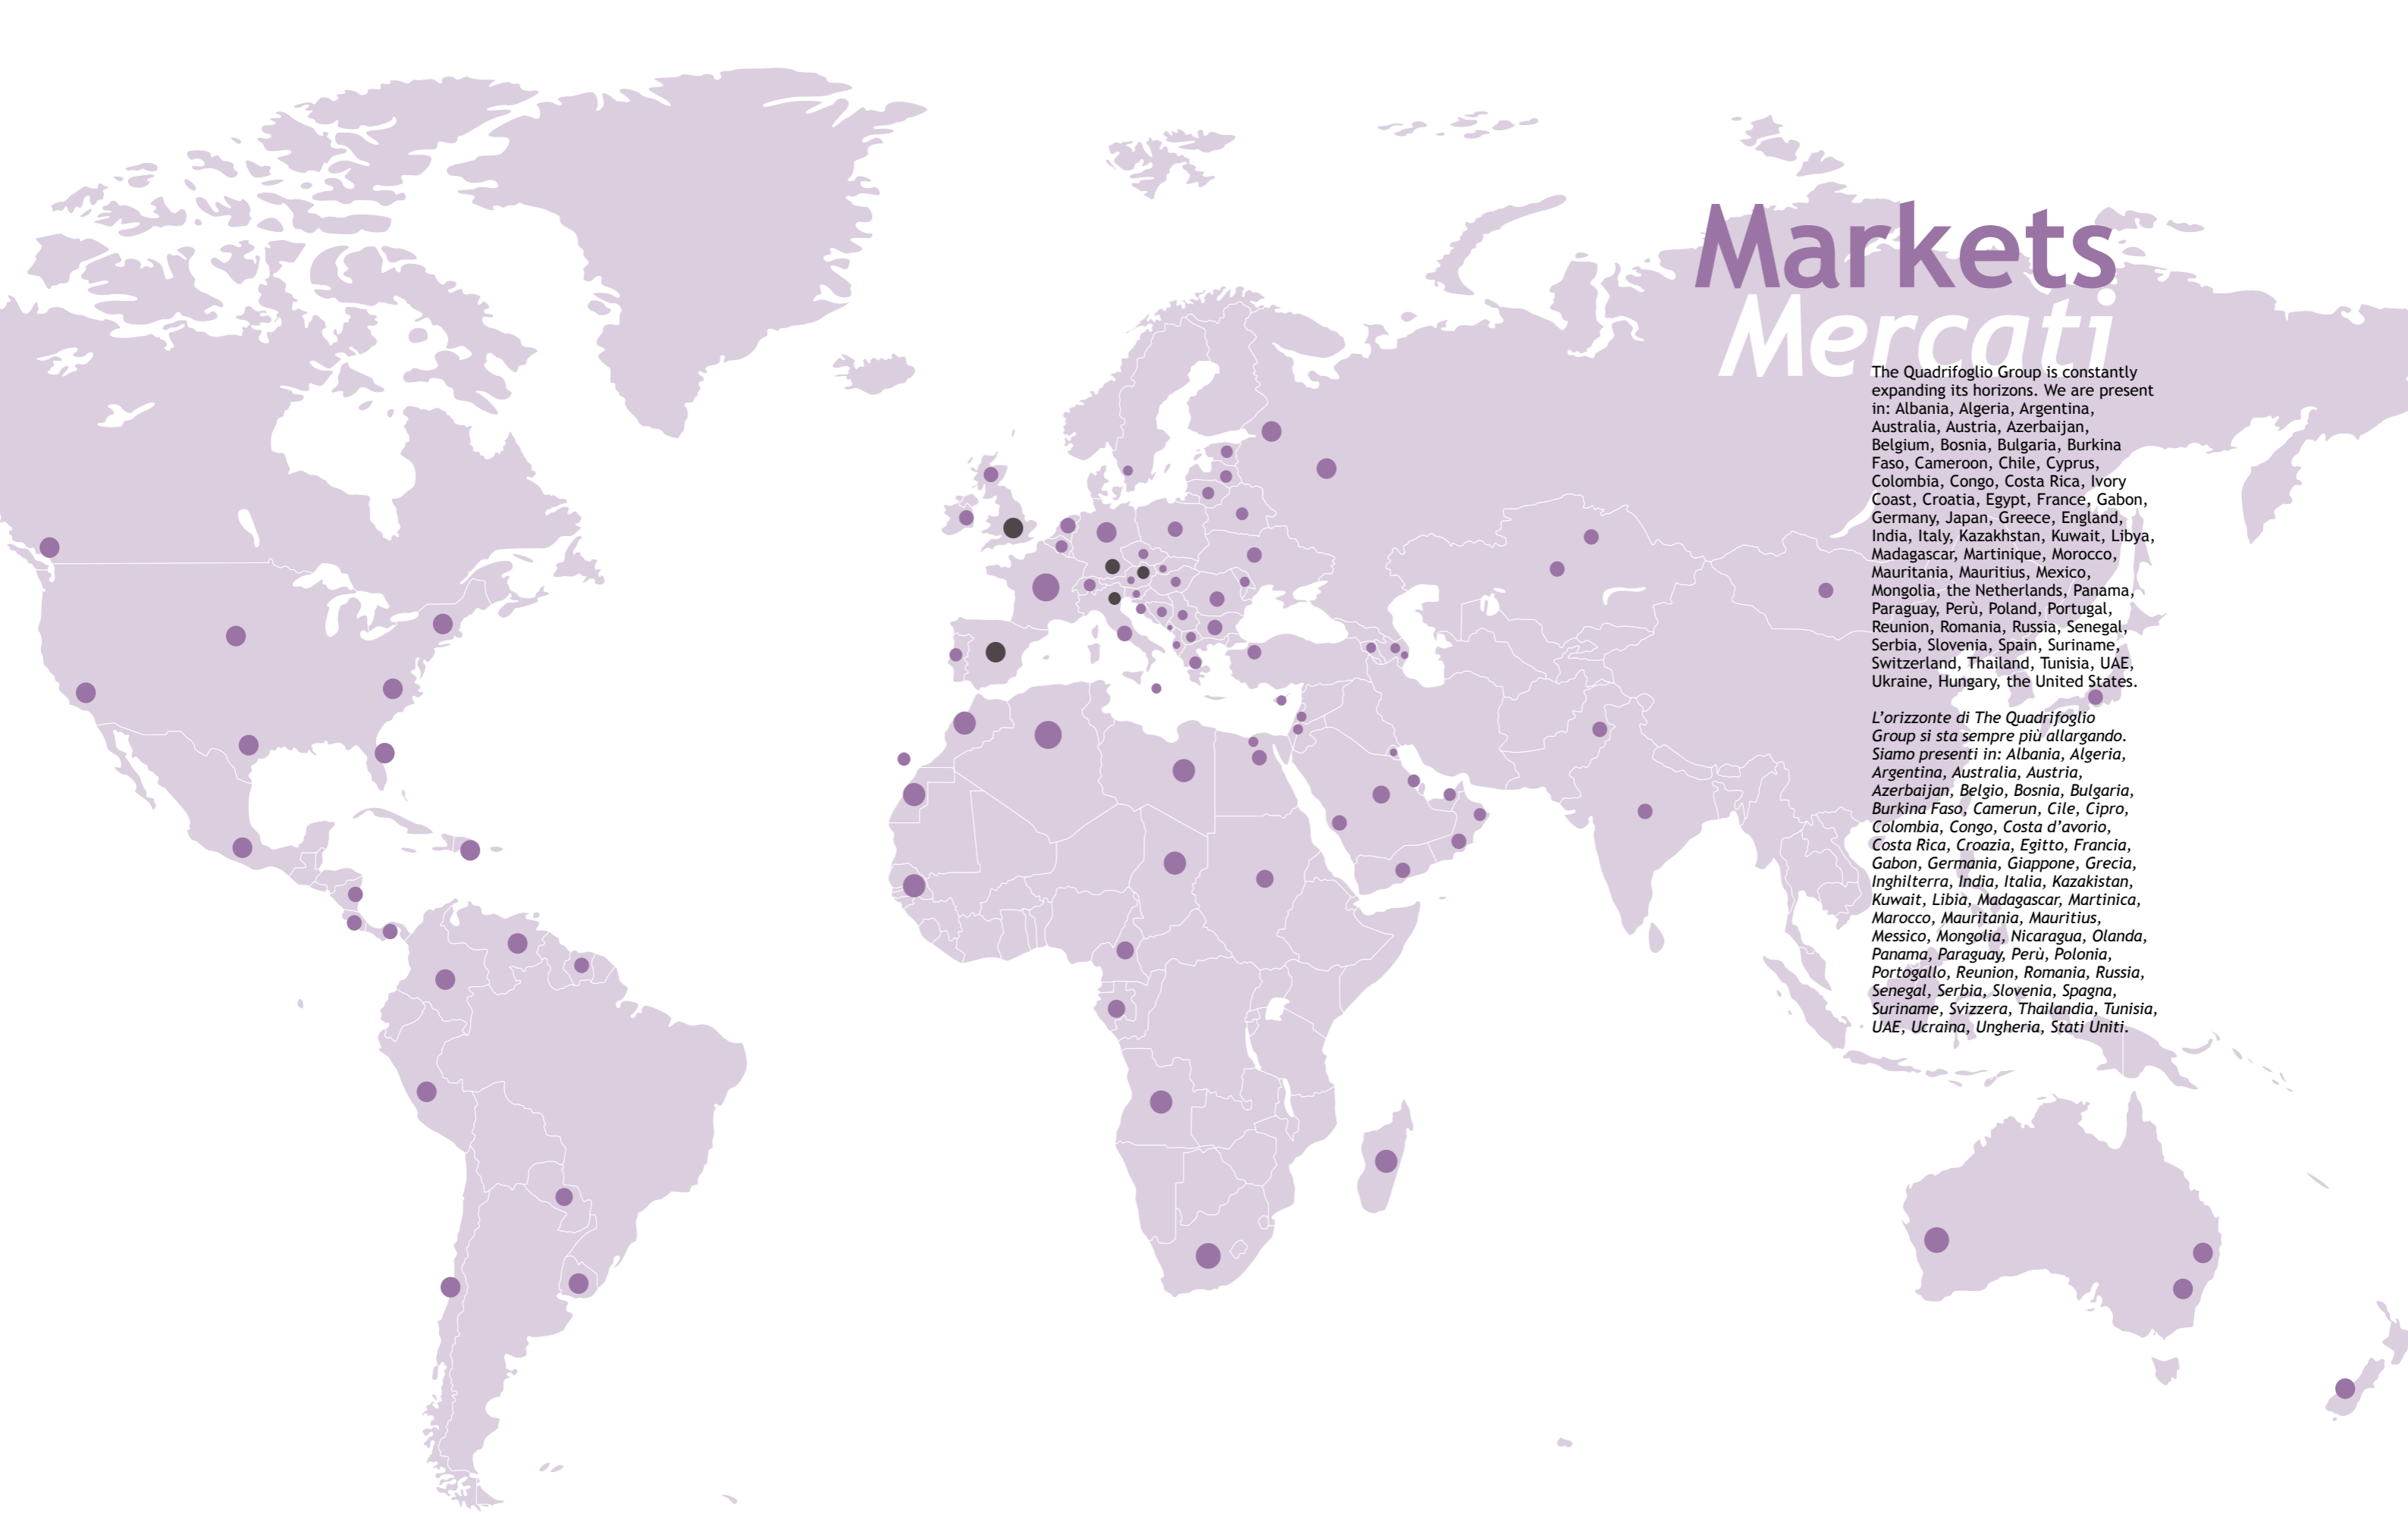 Markets
Mercati
The Quadrifoglio Group is constantly
expanding its horizons. We are present
in: Albania, Algeria, Argentina,
Australia, Austria, Azerbaijan,
Belgium, Bosnia, Bulgaria, Burkina
Faso, Cameroon, Chile, Cyprus,
Colombia, Congo, Costa Rica, Ivory
Coast, Croatia, Egypt, France, Gabon,
Germany, Japan, Greece, England,
India, Italy, Kazakhstan, Kuwait, Libya,
Madagascar, Martinique, Morocco,
Mauritania, Mauritius, Mexico,
Mongolia, the Netherlands, Panama,
Paraguay, Perù, Poland, Portugal,
Reunion, Romania, Russia, Senegal,
Serbia, Slovenia, Spain, Suriname,
Switzerland, Thailand, Tunisia, UAE,
Ukraine, Hungary, the United States.
L’orizzonte di The Quadrifoglio
Group si sta sempre più allargando.
Siamo presenti in: Albania, Algeria,
Argentina, Australia, Austria,
Azerbaijan, Belgio, Bosnia, Bulgaria,
Burkina Faso, Camerun, Cile, Cipro,
Colombia, Congo, Costa d’avorio,
Costa Rica, Croazia, Egitto, Francia,
Gabon, Germania, Giappone, Grecia,
Inghilterra, India, Italia, Kazakistan,
Kuwait, Libia, Madagascar, Martinica,
Marocco, Mauritania, Mauritius,
Messico, Mongolia, Nicaragua, Olanda,
Panama, Paraguay, Perù, Polonia,
Portogallo, Reunion, Romania, Russia,
Senegal, Serbia, Slovenia, Spagna,
Suriname, Svizzera, Thailandia, Tunisia,
UAE, Ucraina, Ungheria, Stati Uniti.